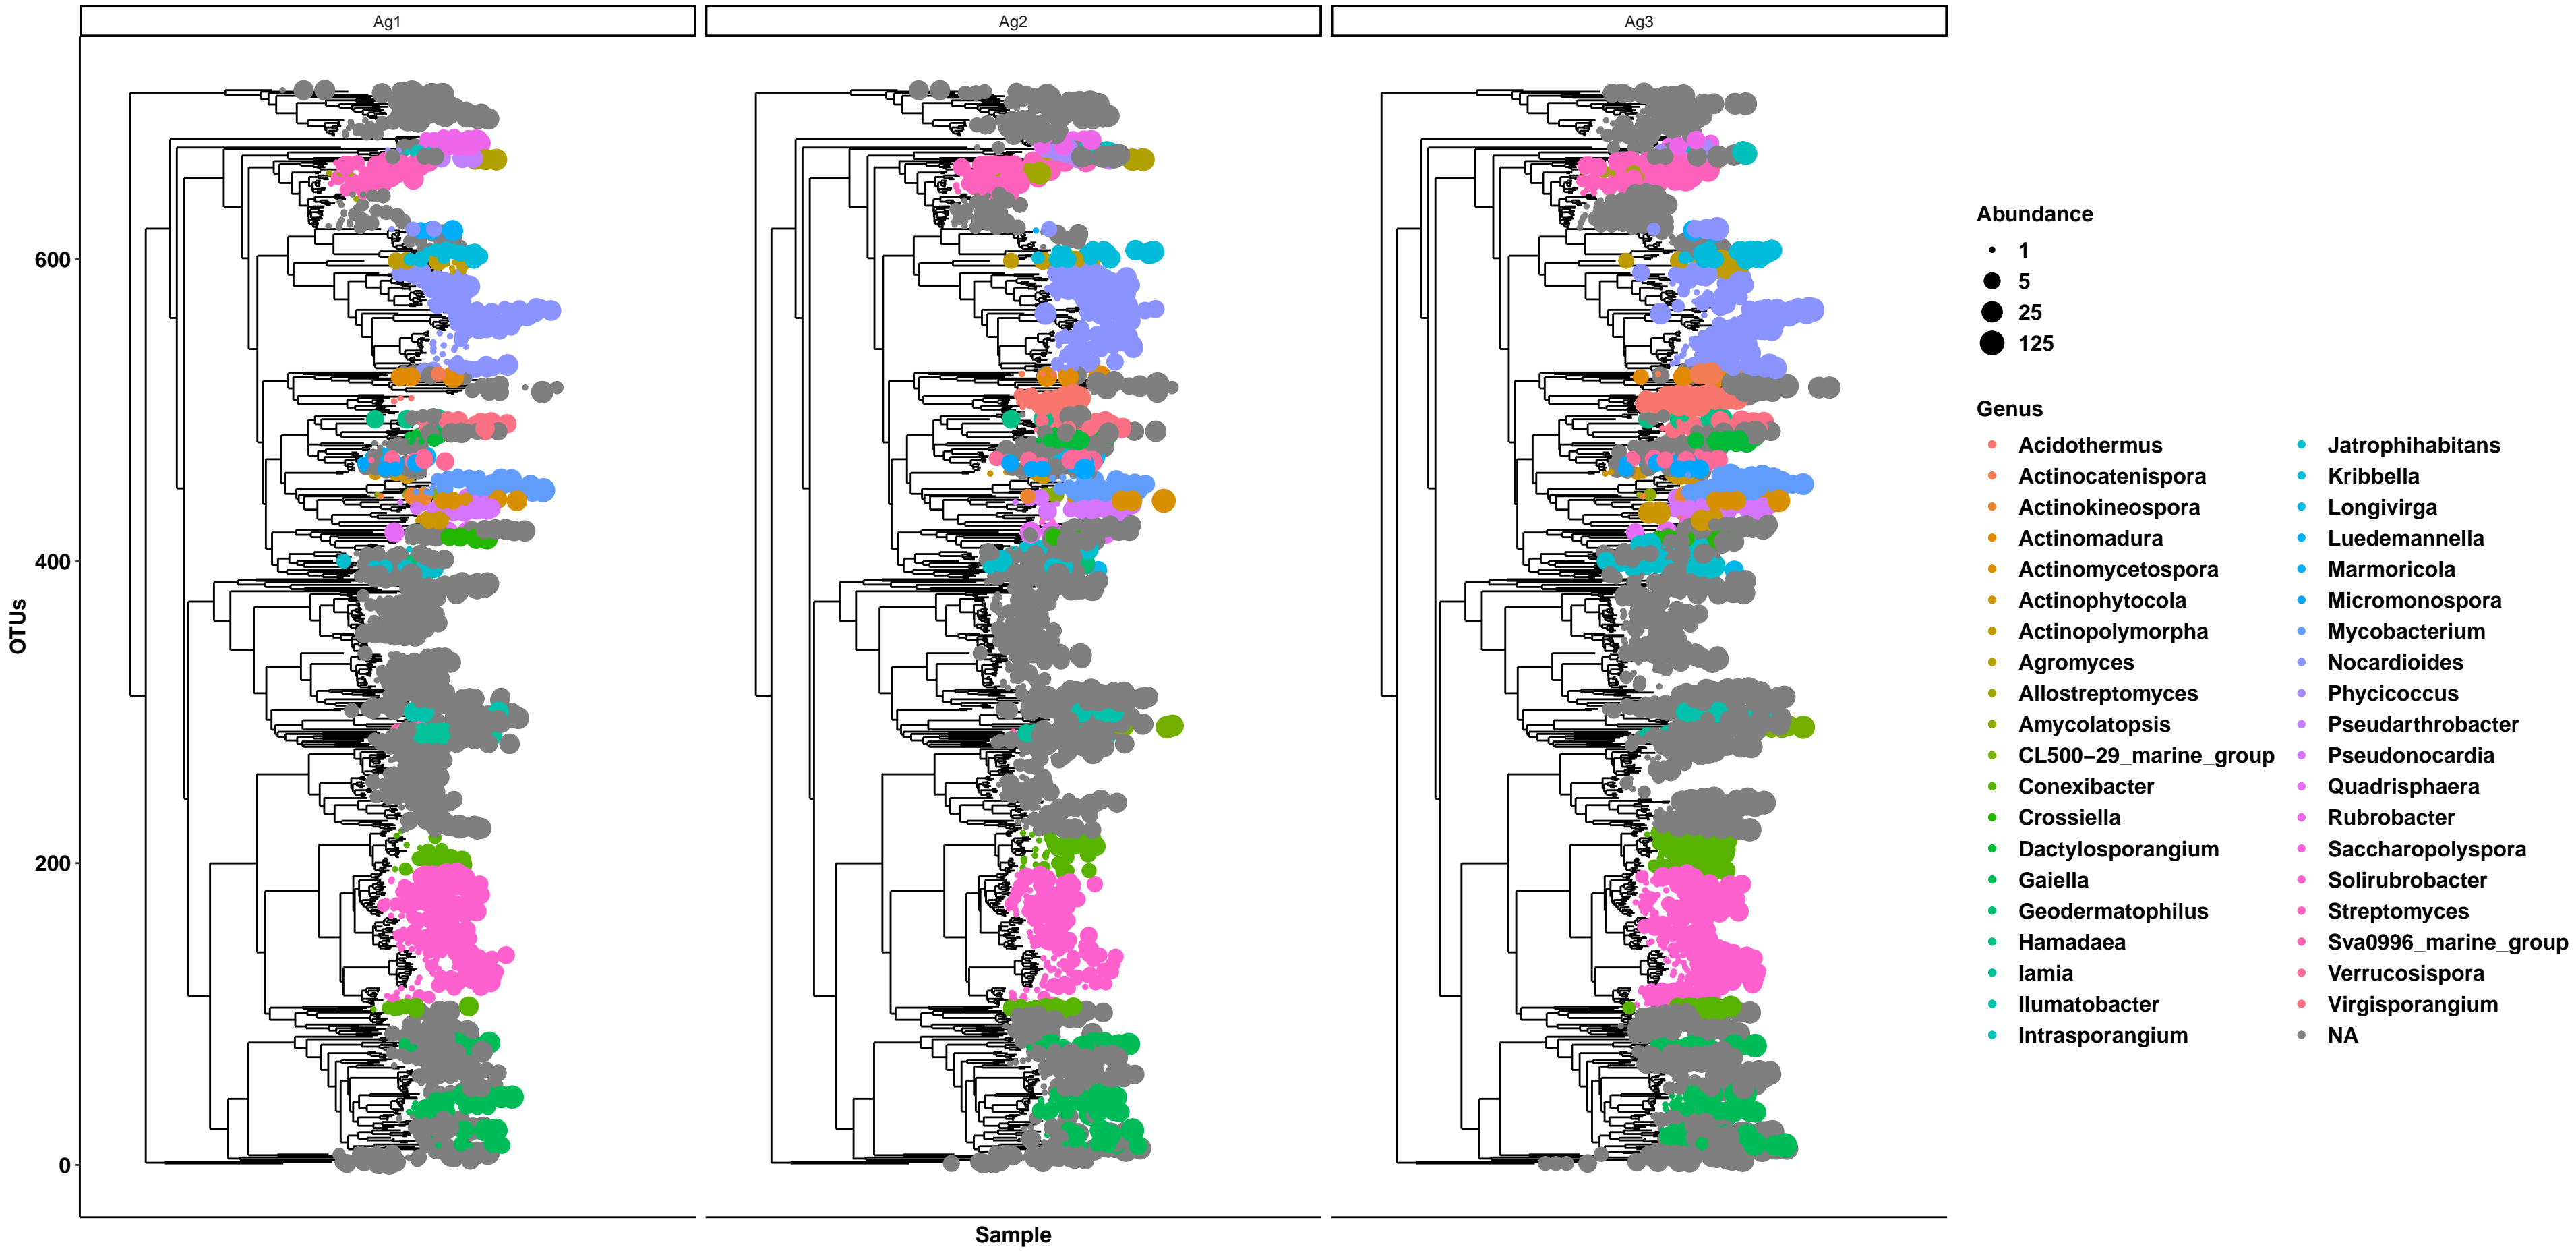 Ag1 Ag2 Ag3
OTUs
600
400
200
0
Sample
Abundance
1
5
25
125
Genus
Acidothermus
Actinocatenispora
Actinokineospora
Actinomadura
Actinomycetospora
Actinophytocola
Actinopolymorpha
Agromyces
Allostreptomyces
Amycolatopsis
CL500−29_marine_group
Conexibacter
Crossiella
Dactylosporangium
Gaiella
Geodermatophilus
Hamadaea
Iamia
Ilumatobacter
Intrasporangium
Jatrophihabitans
Kribbella
Longivirga
Luedemannella
Marmoricola
Micromonospora
Mycobacterium
Nocardioides
Phycicoccus
Pseudarthrobacter
Pseudonocardia
Quadrisphaera
Rubrobacter
Saccharopolyspora
Solirubrobacter
Streptomyces
Sva0996_marine_group
Verrucosispora
Virgisporangium
NA